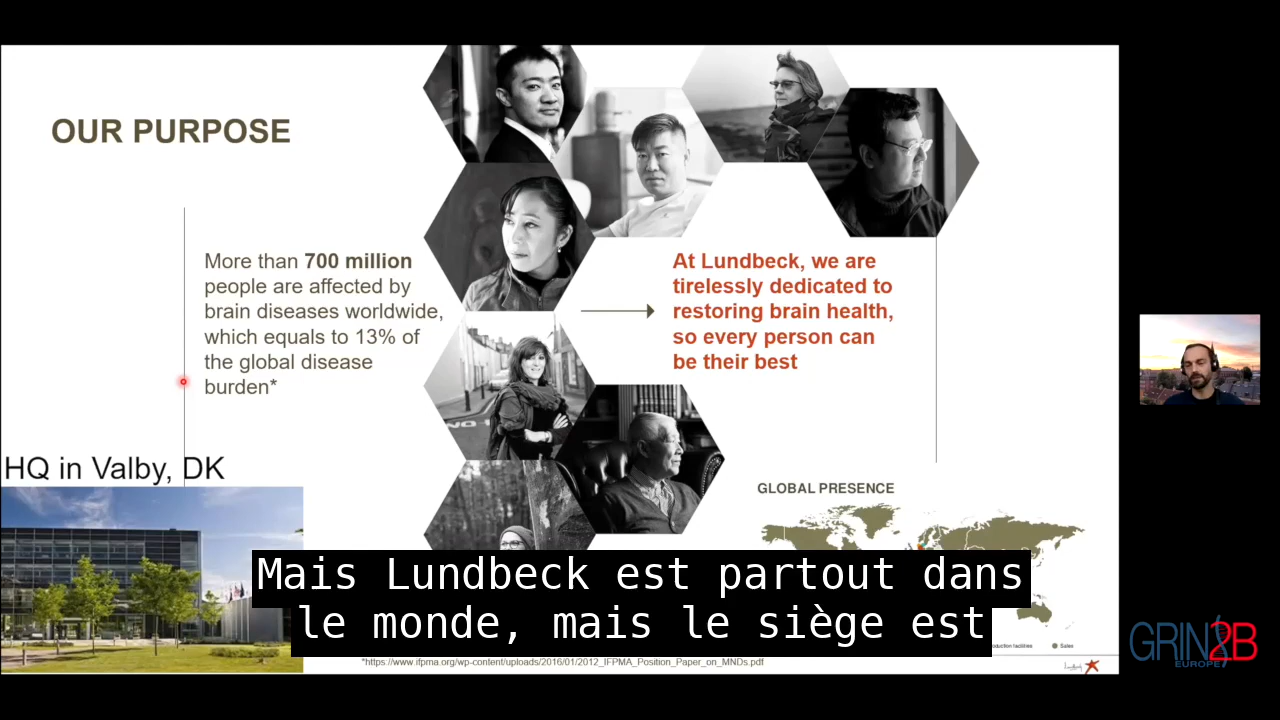 OUR PURPOSE
More than 700 million
people are affected by
brain diseases worldwide,
which equals to 13% of
the global disease
burden*
At Lundbeck, we are
tirelessly dedicated to
restoring brain health,
so every person can
be their best
HQ in Valby, DK
GLOBAL PRESENCE
Mais Lundbeck est partout dans
le monde, mais le siège est
facilities
Sales
*https://www.ifpma.org/wp-content/uploads/2016/01/2012_IFPMA_Position_Paper_on_MNDs.pdf
Lundbeck
GRIN2B
EUROPE